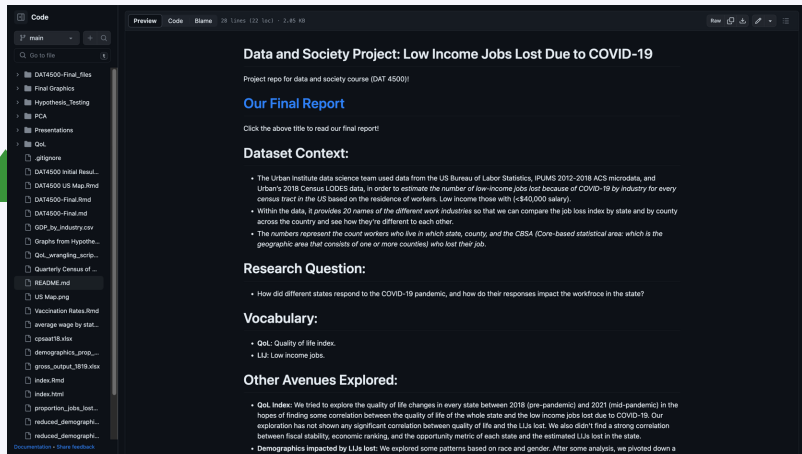 Code
main
Go to file
t
DAT4500-Final_files
Final Graphics
Hypothesis_Testing
PCA
Presentations
QoL
.gitignore
DAT4500 Initial Resul...
DAT4500 US Map.Rmd
DAT4500-Final.Rmd
DAT4500-Final.md
GDP_by_industry.csv
Graphs from Hypothe...
QoL_wrangling_scrip...
Quarterly Census of ...
README.md
US Map.png
Vaccination Rates.Rmd
average wage by stat...
cpsaat18.xlsx
demographics_prop_...
gross_output_1819.xlsx
index.Rmd
index.html
proportion_jobs_lost...
reduced_demographi...
reduced_demographi...
Documentation • Share feedback
Preview Code Blame 28 lines (22 loc) · 2.05 KB
Raw
Data and Society Project: Low Income Jobs Lost Due to COVID-19
Project repo for data and society course (DAT 4500)!
Our Final Report
Click the above title to read our final report!
Dataset Context:
• The Urban Institute data science team used data from the US Bureau of Labor Statistics, IPUMS 2012-2018 ACS microdata, and
Urban's 2018 Census LODES data, in order to estimate the number of low-income jobs lost because of COVID-19 by industry for every
census tract in the US based on the residence of workers. Low income those with (<$40,000 salary).
• Within the data, it provides 20 names of the different work industries so that we can compare the job loss index by state and by county
across the country and see how they're different to each other.
• The numbers represent the count workers who live in which state, county, and the CBSA (Core-based statistical area: which is the
geographic area that consists of one or more counties) who lost their job.
Research Question:
• How did different states respond to the COVID-19 pandemic, and how do their responses impact the workfroce in the state?
Vocabulary:
• QoL: Quality of life index.
• LIJ: Low income jobs.
Other Avenues Explored:
• QoL Index: We tried to explore the quality of life changes in every state between 2018 (pre-pandemic) and 2021 (mid-pandemic) in the
hopes of finding some correlation between the quality of life of the whole state and the low income jobs lost due to COVID-19. Our
exploration has not shown any significant correlation between quality of life and the LIJs lost. We also didn't find a strong correlation
between fiscal stability, economic ranking, and the opportunity metric of each state and the estimated LIJs lost in the state.
• Demographics impacted by LIJs lost: We explored some patterns based on race and gender. After some analysis, we pivoted down a